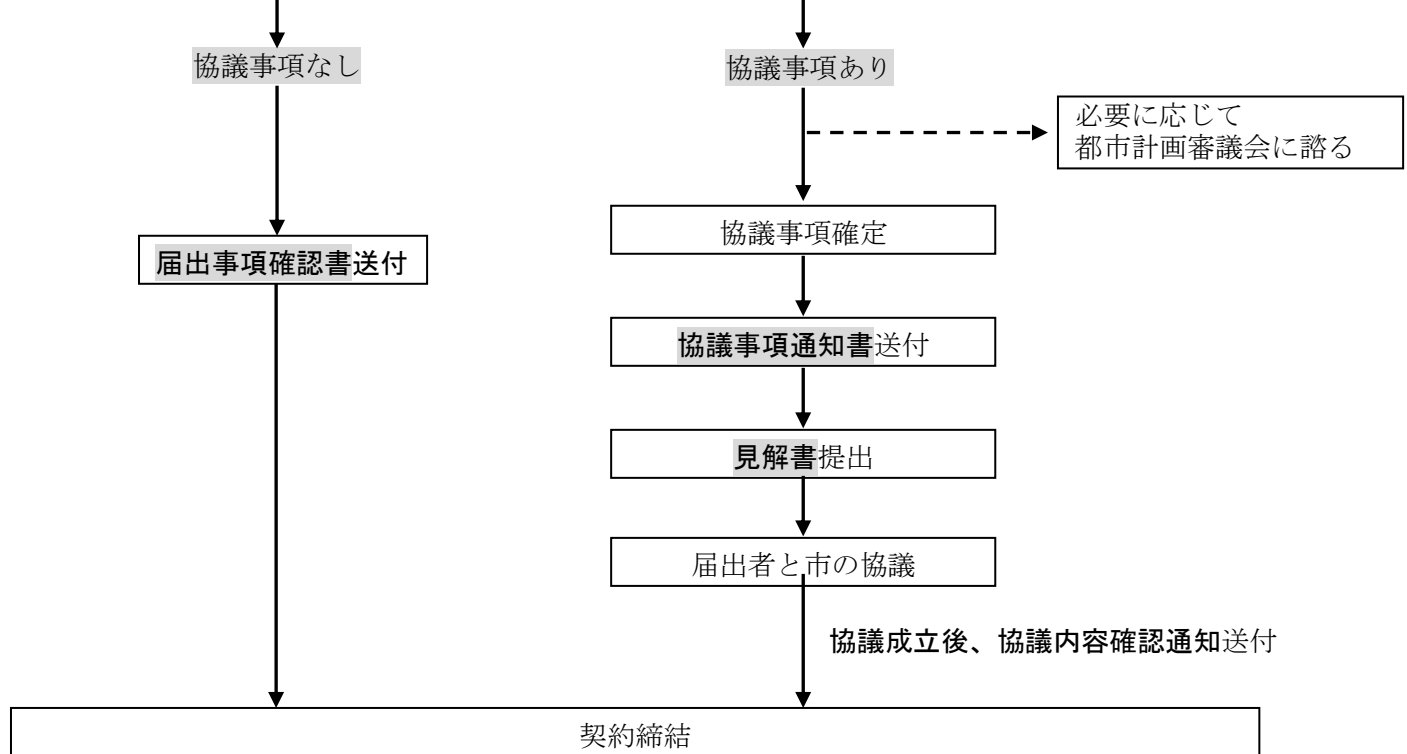 協議事項なし
協議事項あり
必要に応じて
都市計画審議会に諮る
協議事項確定
届出事項確認書送付
協議事項通知書送付
見解書提出
届出者と市の協議
協議成立後、協議内容確認通知送付
契約締結